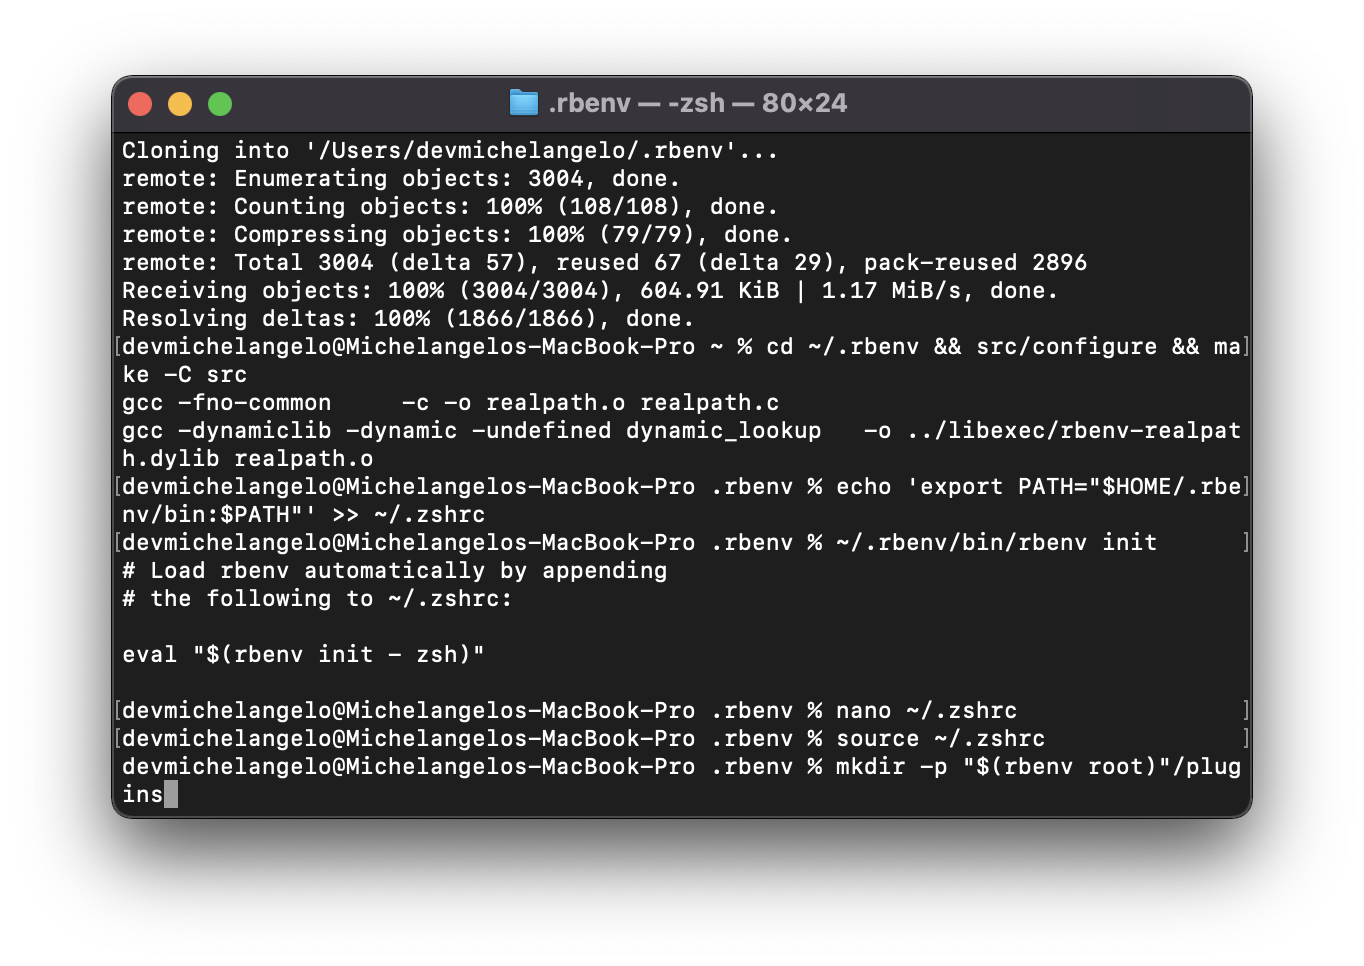 .rbenv — -zsh — 80×24
Cloning into '/Users/devmichelangelo/.rbenv'...
remote: Enumerating objects: 3004, done.
remote: Counting objects: 100% (108/108), done.
remote: Compressing objects: 100% (79/79), done.
remote: Total 3004 (delta 57), reused 67 (delta 29), pack-reused 2896
Receiving objects: 100% (3004/3004), 604.91 KiB | 1.17 MiB/s, done.
Resolving deltas: 100% (1866/1866), done.
[devmichelangelo@Michelangelos-MacBook-Pro ~ % cd ~/.rbenv && src/configure && ma]
ke -C src
gcc -fno-common     -c -o realpath.o realpath.c
gcc -dynamiclib -dynamic -undefined dynamic_lookup   -o ../libexec/rbenv-realpat
h.dylib realpath.o
[devmichelangelo@Michelangelos-MacBook-Pro .rbenv % echo 'export PATH="$HOME/.rbe]
nv/bin:$PATH"' >> ~/.zshrc
[devmichelangelo@Michelangelos-MacBook-Pro .rbenv % ~/.rbenv/bin/rbenv init      ]
# Load rbenv automatically by appending
# the following to ~/.zshrc:
eval "$(rbenv init - zsh)"
[devmichelangelo@Michelangelos-MacBook-Pro .rbenv % nano ~/.zshrc                ]
[devmichelangelo@Michelangelos-MacBook-Pro .rbenv % source ~/.zshrc              ]
devmichelangelo@Michelangelos-MacBook-Pro .rbenv % mkdir -p "$(rbenv root)"/plug
ins